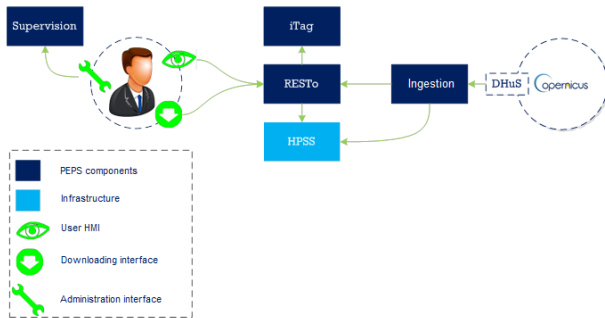 Supervision
iTag
RESTo
Ingestion
DHuS
opernicus
HPSS
PEPS components
Infrastructure
User HMI
Downloading interface
Administration interface